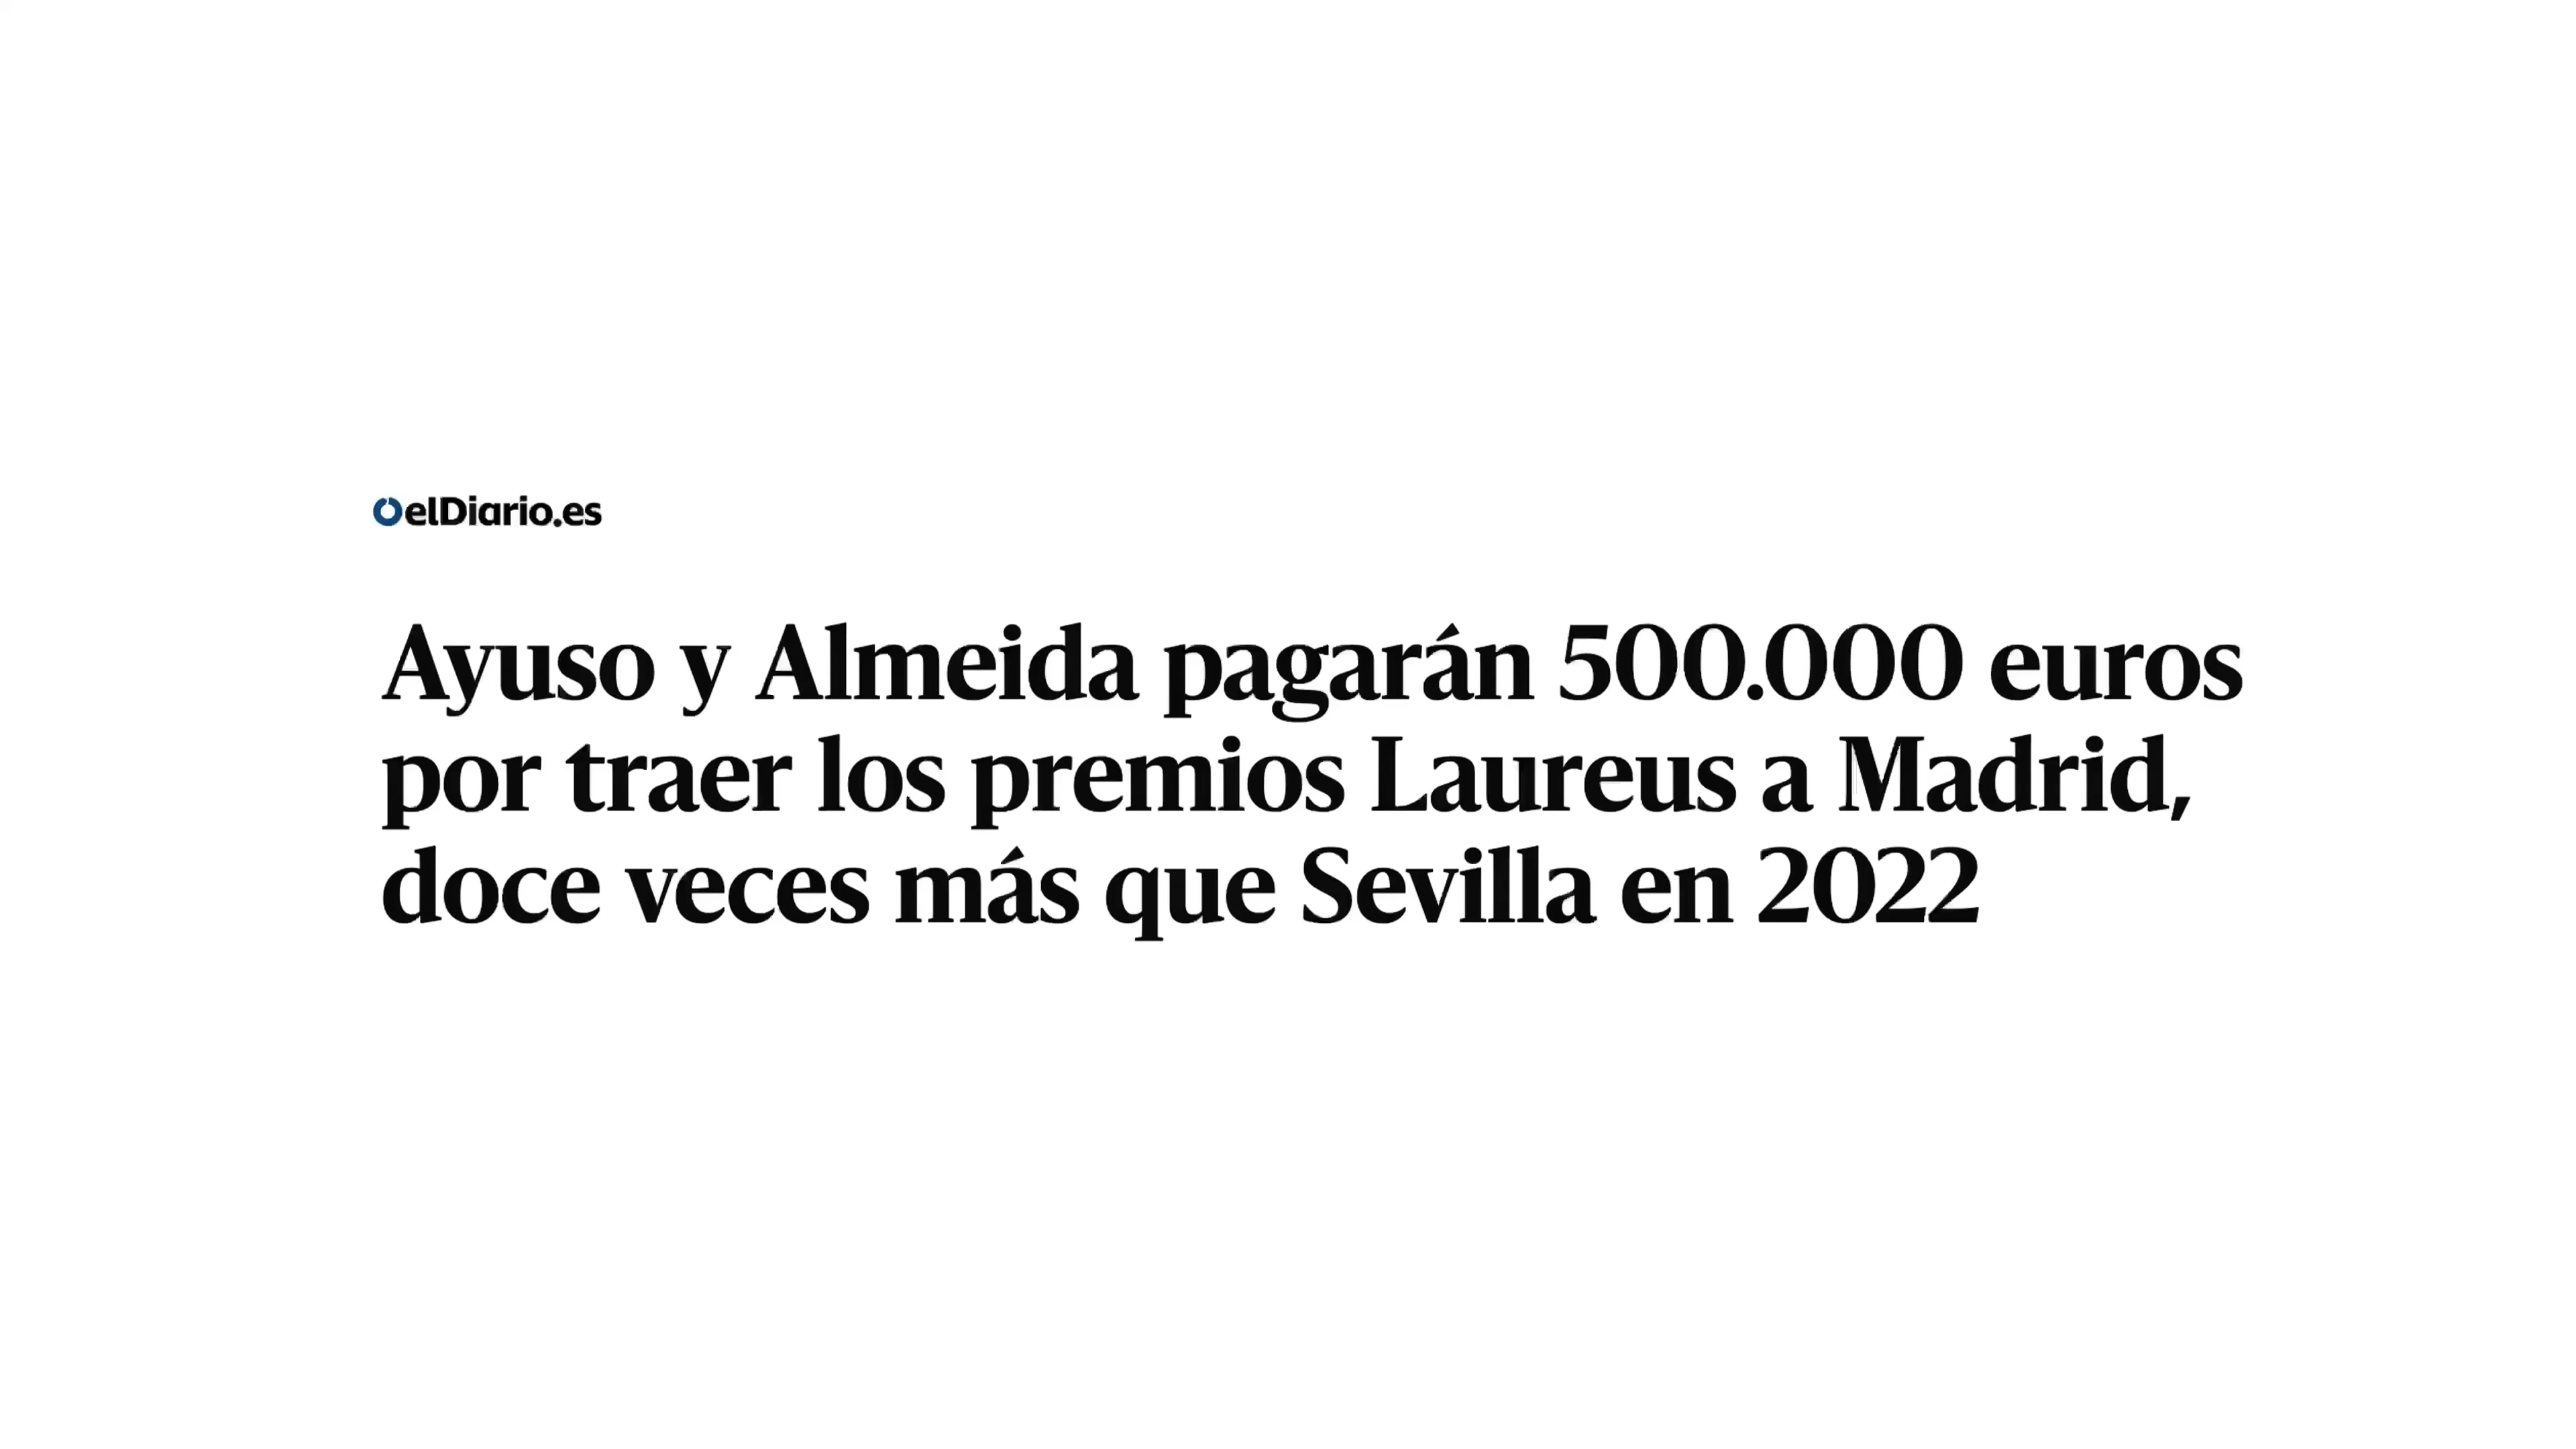 elDiario.es
Ayuso y Almeida pagarán 500.000 euros
por traer los premios Laureus a Madrid,
doce veces más que Sevilla en 2022